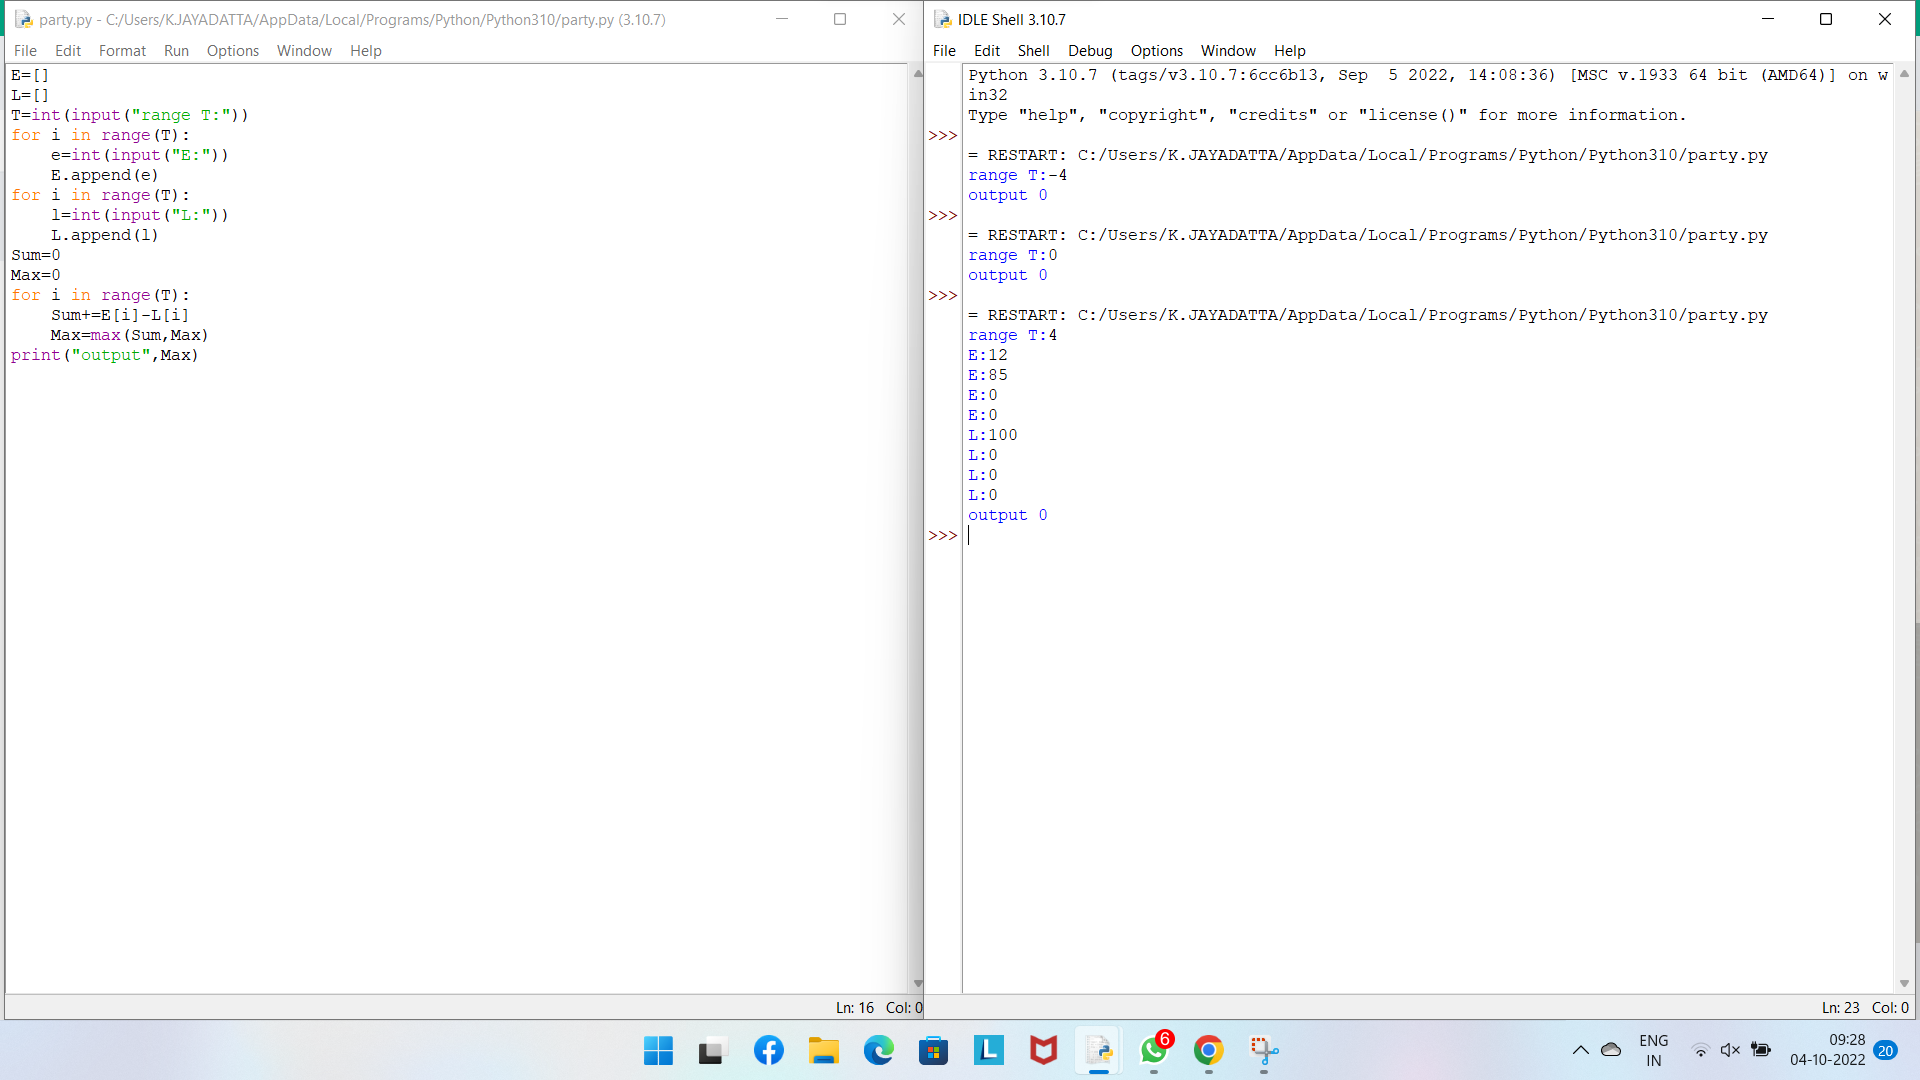 party.py - C:/Users/K.JAYADATTA/AppData/Local/Programs/Python/Python310/party.py (3.10.7)
File Edit Format Run Options Window Help
E=[]
L=[]
T=int(input("range T:"))
for i in range(T):
    e=int(input("E:"))
    E.append(e)
for i in range(T):
    l=int(input("L:"))
    L.append(l)
Sum=0
Max=0
for i in range(T):
    Sum+=E[i]-L[i]
    Max=max(Sum,Max)
print("output",Max)
Ln: 16 Col: 0
IDLE Shell 3.10.7
File Edit Shell Debug Options Window Help
Python 3.10.7 (tags/v3.10.7:6cc6b13, Sep  5 2022, 14:08:36) [MSC v.1933 64 bit (AMD64)] on w
in32
Type "help", "copyright", "credits" or "license()" for more information.
>>>
= RESTART: C:/Users/K.JAYADATTA/AppData/Local/Programs/Python/Python310/party.py
range T:-4
output 0
>>>
= RESTART: C:/Users/K.JAYADATTA/AppData/Local/Programs/Python/Python310/party.py
range T:0
output 0
>>>
= RESTART: C:/Users/K.JAYADATTA/AppData/Local/Programs/Python/Python310/party.py
range T:4
E:12
E:85
E:0
E:0
L:100
L:0
L:0
L:0
output 0
>>>
Ln: 23 Col: 0
L
6
ENG
IN
09:28
04-10-2022
20